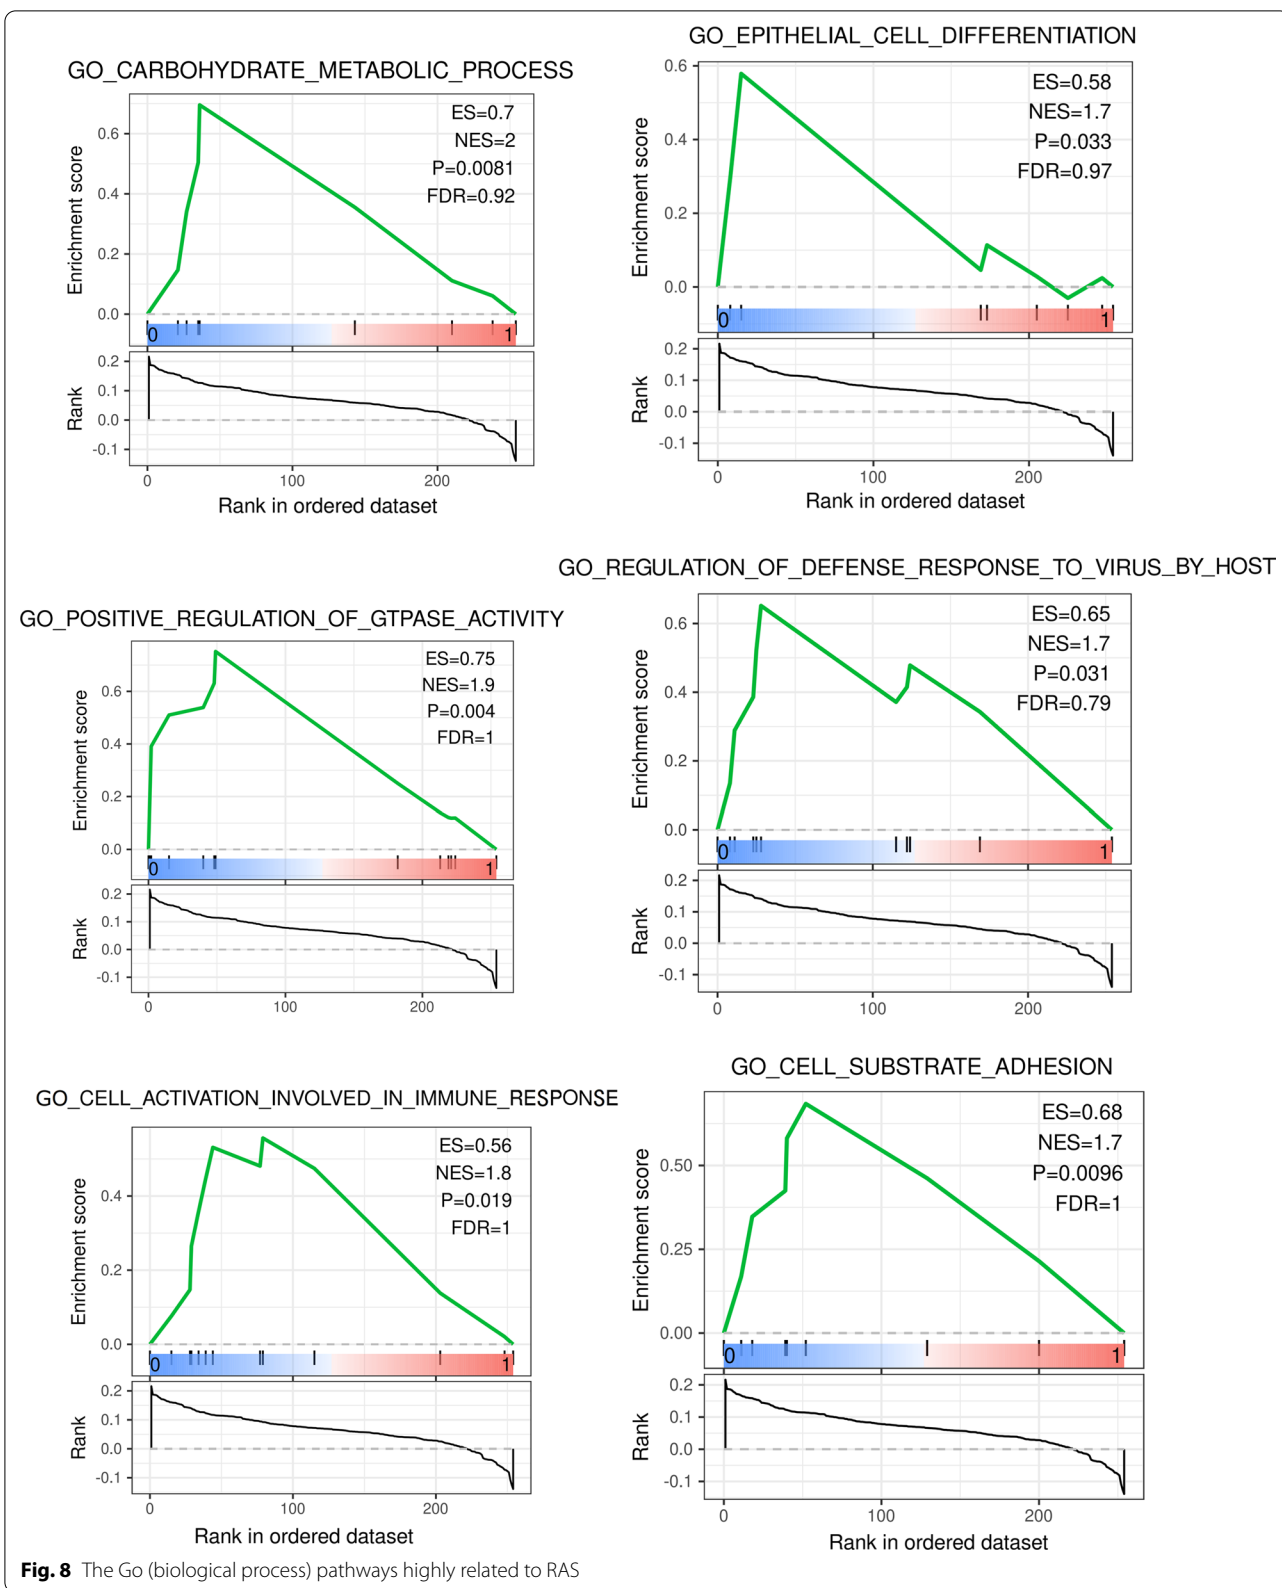 GO_CARBOHYDRATE_METABOLIC_PROCESS
ES=0.7
NES=2
P=0.0081
FDR=0.92
Enrichment score
0.6
0.4
0.2
0.0
0 1
Rank
0.2
0.1
0.0
-0.1
0 100 200
Rank in ordered dataset
GO_EPITHELIAL_CELL_DIFFERENTIATION
ES=0.58
NES=1.7
P=0.033
FDR=0.97
Enrichment score
0.6
0.4
0.2
0.0
0 1
Rank
0.2
0.1
0.0
-0.1
0 100 200
Rank in ordered dataset
GO_POSITIVE_REGULATION_OF_GTPASE_ACTIVITY
ES=0.75
NES=1.9
P=0.004
FDR=1
Enrichment score
0.6
0.4
0.2
0.0
0 1
Rank
0.2
0.1
0.0
-0.1
0 100 200
GO_REGULATION_OF_DEFENSE_RESPONSE_TO_VIRUS_BY_HOST
ES=0.65
NES=1.7
P=0.031
FDR=0.79
Enrichment score
0.6
0.4
0.2
0.0
0 1
Rank
0.2
0.1
0.0
-0.1
0 100 200
GO_CELL_ACTIVATION_INVOLVED_IN_IMMUNE_RESPONSE
ES=0.56
NES=1.8
P=0.019
FDR=1
Enrichment score
0.4
0.2
0.0
0 1
Rank
0.2
0.1
0.0
-0.1
0 100 200
Rank in ordered dataset
GO_CELL_SUBSTRATE_ADHESION
ES=0.68
NES=1.7
P=0.0096
FDR=1
Enrichment score
0.50
0.25
0.00
0 1
Rank
0.2
0.1
0.0
-0.1
0 100 200
Rank in ordered dataset
Fig. 8 The Go (biological process) pathways highly related to RAS